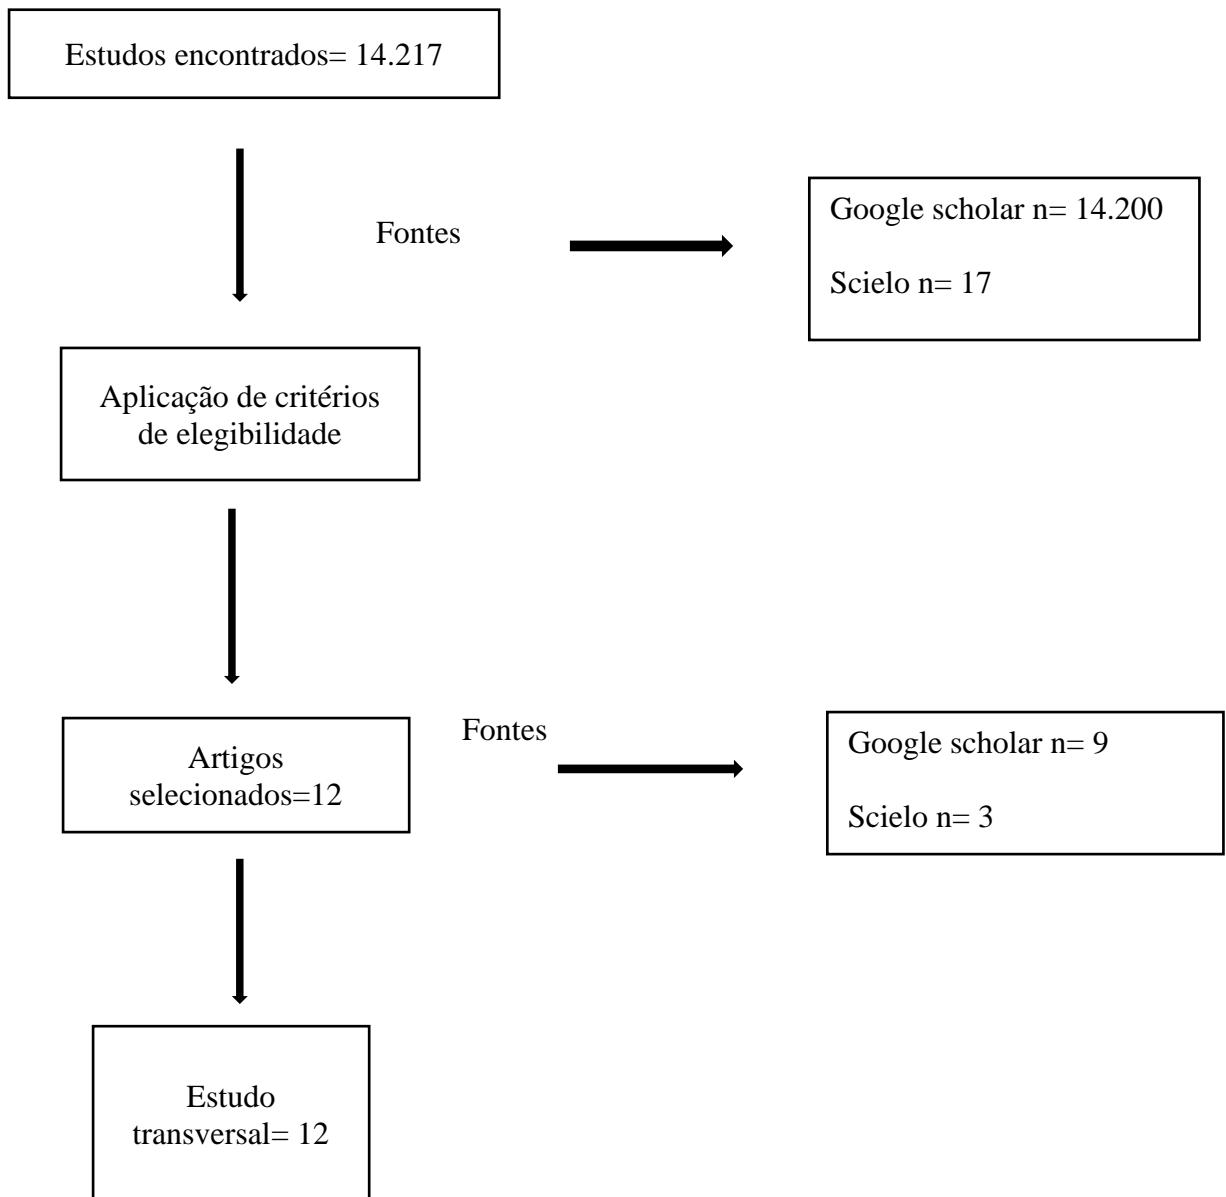 Estudos encontrados= 14.217
Fontes
Google scholar n= 14.200
Scielo n= 17
Aplicação de critérios
de elegibilidade
Artigos
selecionados=12
Fontes
Google scholar n= 9
Scielo n= 3
Estudo
transversal= 12